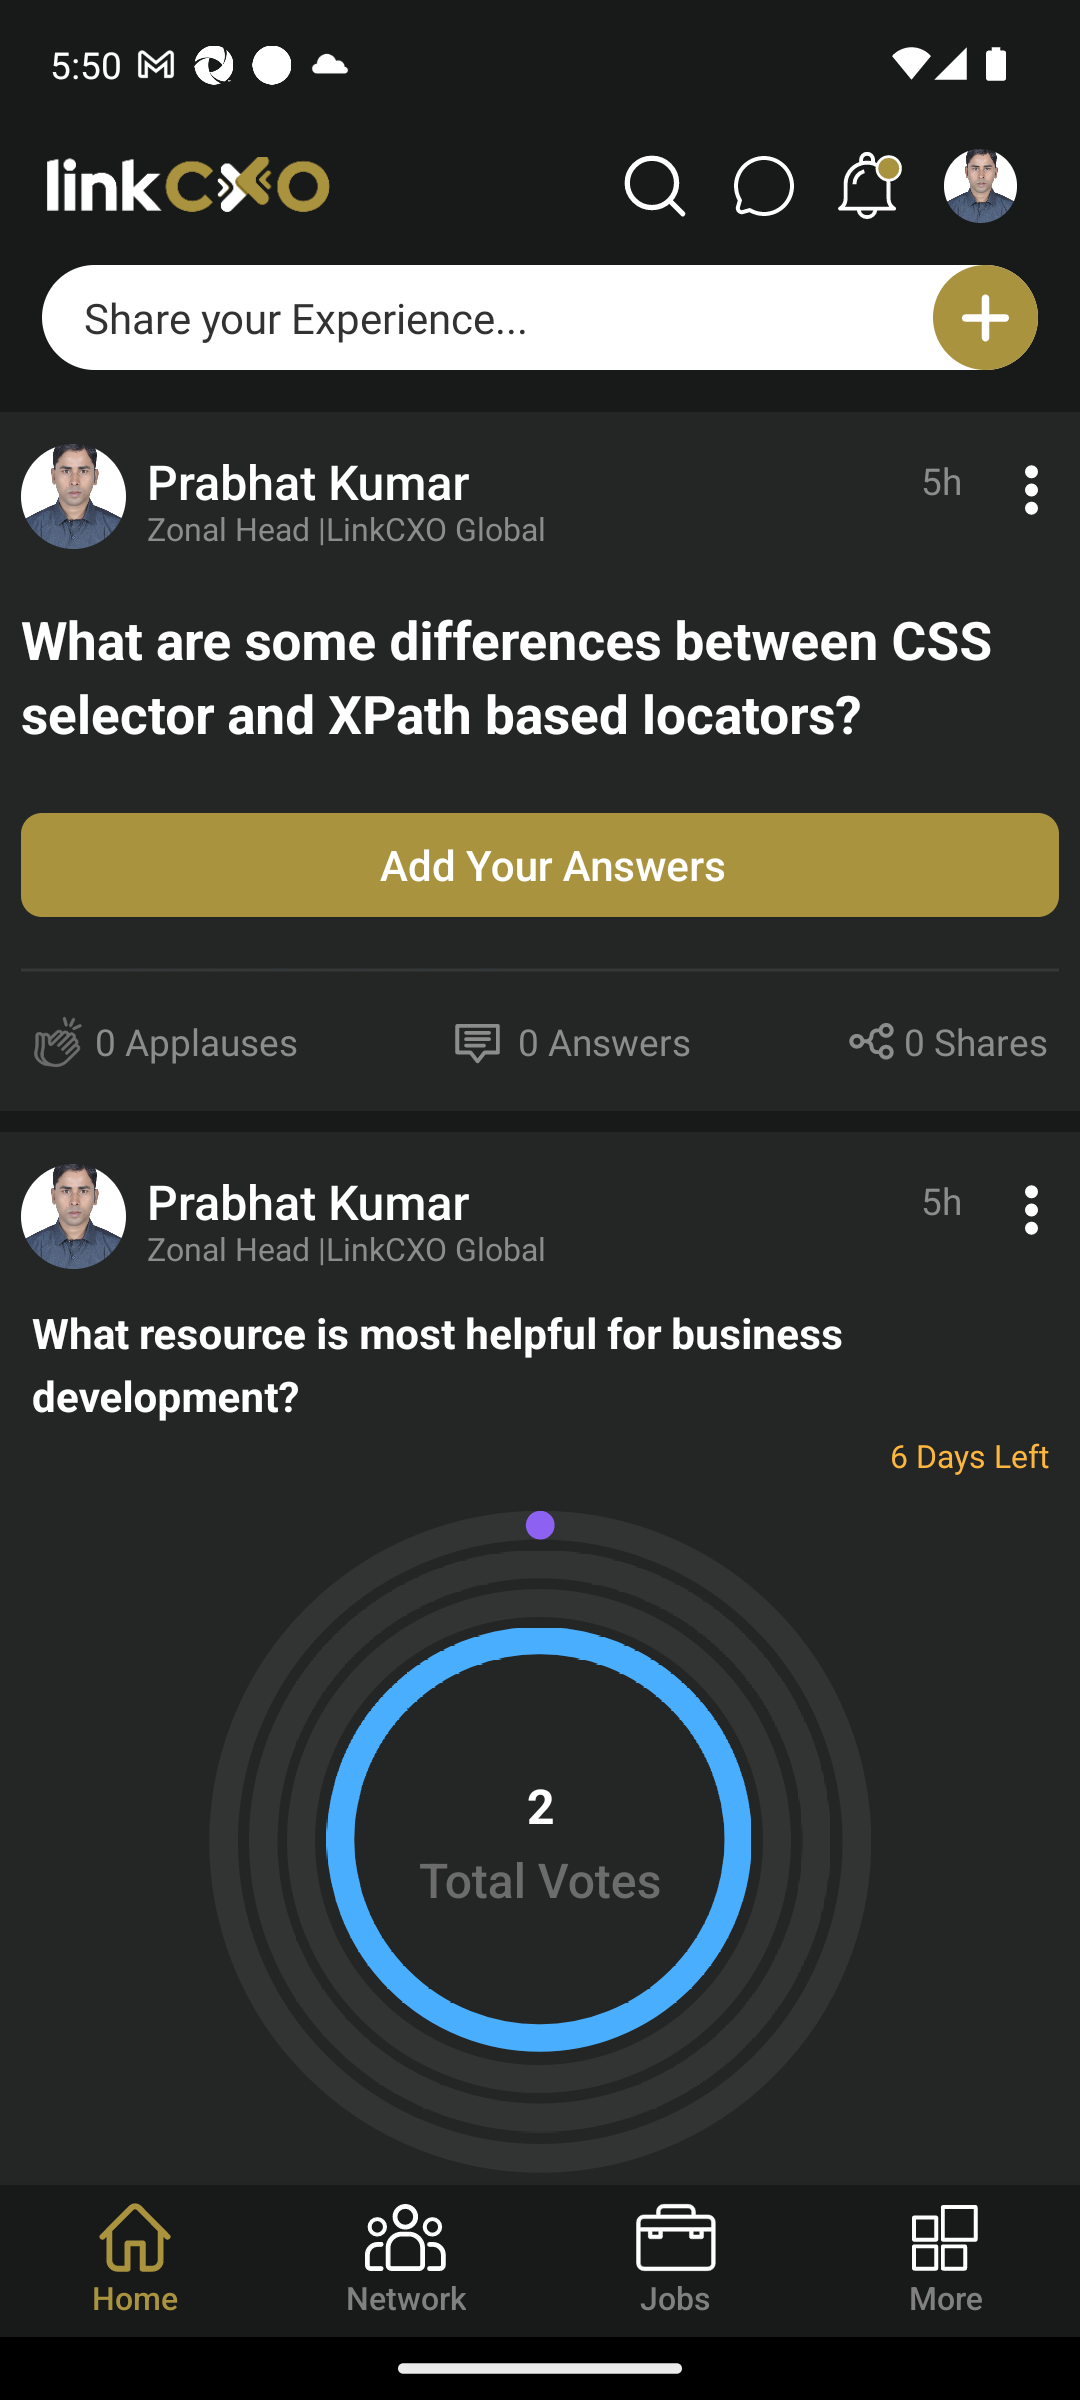 5:50
linkCXO
Share your Experience...
Prabhat Kumar
5h
Zonal Head |LinkCXO Global
What are some differences between CSS
selector and XPath based locators?
Add Your Answers
0 Applauses
0 Answers
0 Shares
Prabhat Kumar
5h
Zonal Head |LinkCXO Global
What resource is most helpful for business
development?
6 Days Left
2
Total Votes
Home
Network
Jobs
More